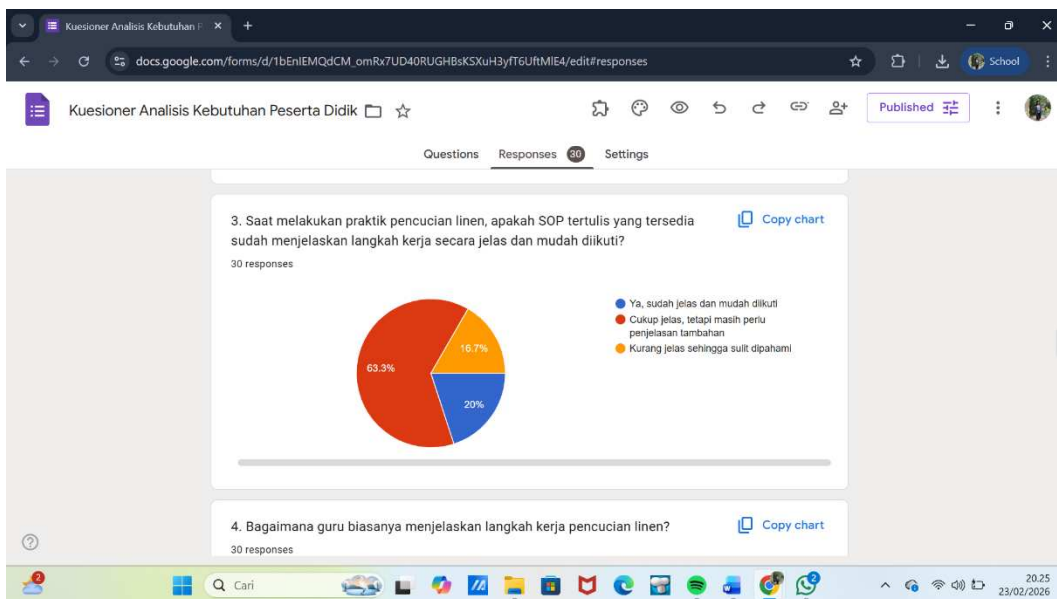 Kuesioner Analisis Kebutuhan P
docs.google.com/forms/d/1bEnIEMQdCM_omRx7UD40RUGHBsKSXuH3yfT6UftMlE4/edit#responses
School
Kuesioner Analisis Kebutuhan Peserta Didik
Published
Questions Responses 30 Settings
3. Saat melakukan praktik pencucian linen, apakah SOP tertulis yang tersedia
sudah menjelaskan langkah kerja secara jelas dan mudah diikuti?
Copy chart
30 responses
Ya, sudah jelas dan mudah diikuti
Cukup jelas, tetapi masih perlu
penjelasan tambahan
Kurang jelas sehingga sulit dipahami
16.7%
63.3%
20%
4. Bagaimana guru biasanya menjelaskan langkah kerja pencucian linen?
Copy chart
30 responses
2
Cari
2
20.25
23/02/2026